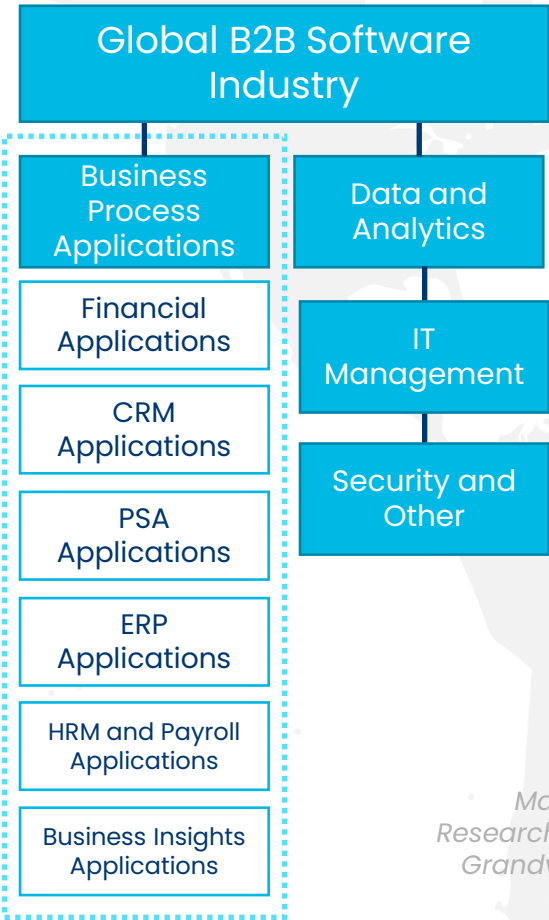 Global B2B Software
Industry
Business
Process
Applications
Financial
Applications
CRM
Applications
PSA
Applications
ERP
Applications
HRM and Payroll
Applications
Business Insights
Applications
Data and
Analytics
IT
Management
Security and
Other
Research